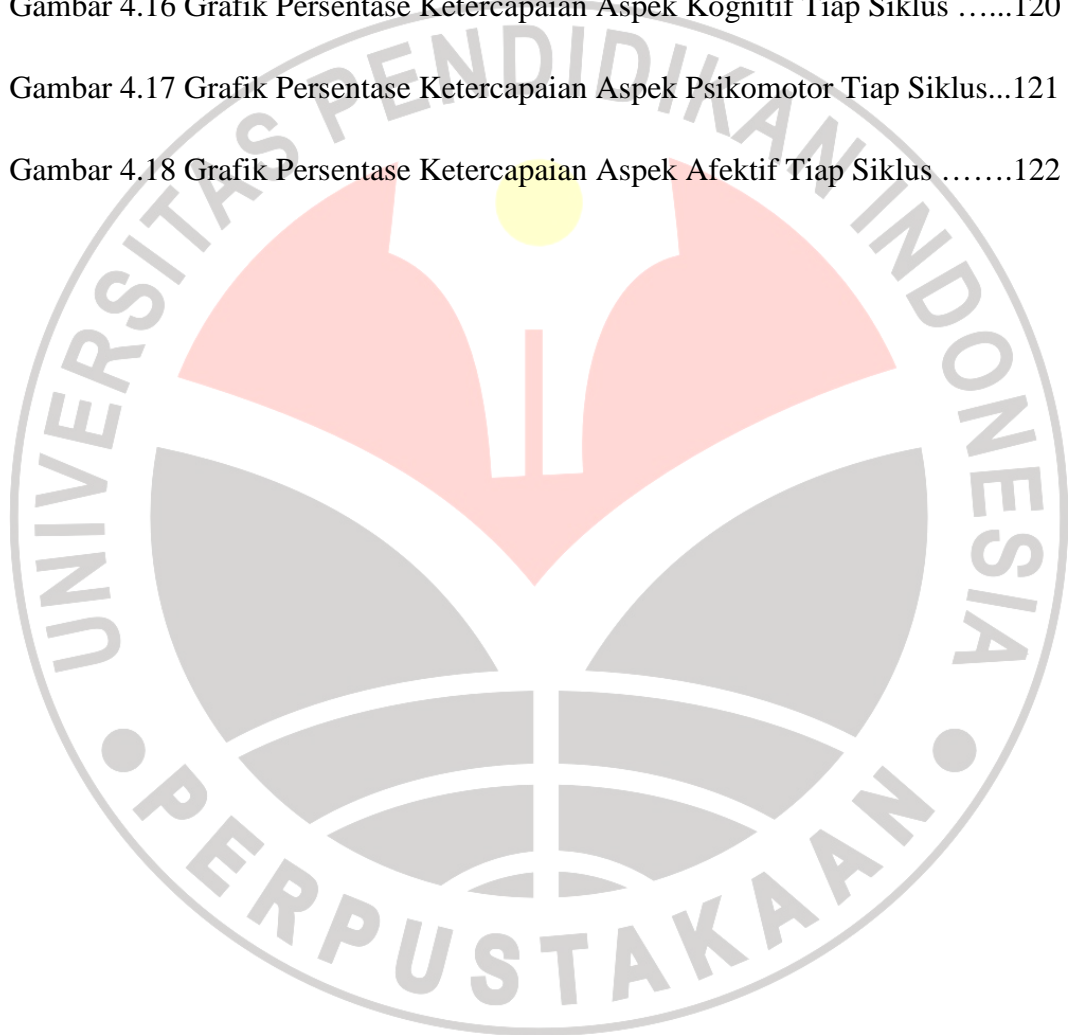 Gambar 4.16 Grafik Persentase Ketercapaian Aspek Kognitif Tiap Siklus …...120
Gambar 4.17 Grafik Persentase Ketercapaian Aspek Psikomotor Tiap Siklus...121
Gambar 4.18 Grafik Persentase Ketercapaian Aspek Afektif Tiap Siklus …….122
UNIVERSITAS PENDIDIKAN INDONESIA
PERPUSTAKAAN